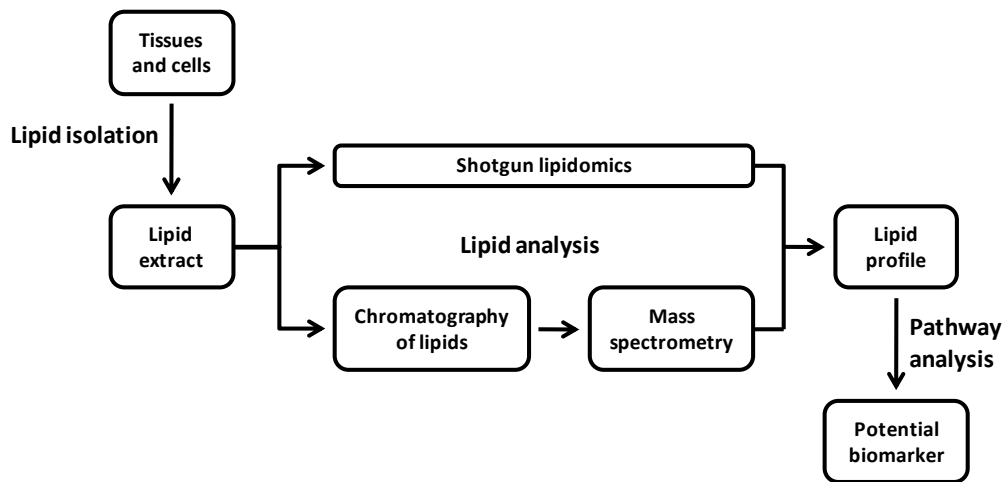 Tissues
and cells
Lipid isolation
Shotgun lipidomics
Lipid
extract
Lipid analysis
Lipid
profile
Chromatography
of lipids
Mass
spectrometry
Pathway
analysis
Potential
biomarker